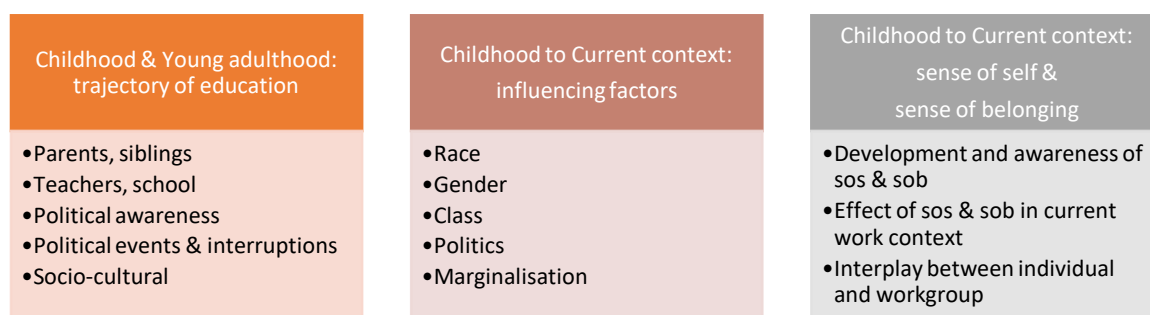 Childhood & Young adulthood:
trajectory of education
•Parents, siblings
•Teachers, school
•Political awareness
•Political events & interruptions
•Socio-cultural
Childhood to Current context:
influencing factors
•Race
•Gender
•Class
•Politics
•Marginalisation
Childhood to Current context:
sense of self &
sense of belonging
•Development and awareness of
sos & sob
•Effect of sos & sob in current
work context
•Interplay between individual
and workgroup